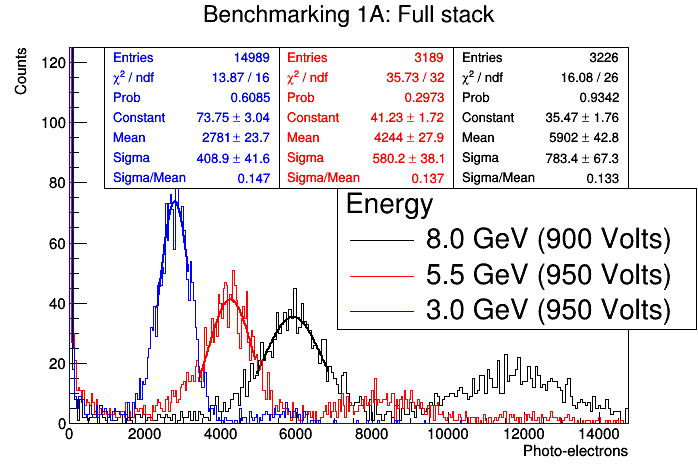 Benchmarking 1A: Full stack
Counts
Entries 14989
χ² / ndf 13.87 / 16
Prob 0.6085
Constant 73.75 ± 3.04
Mean 2781 ± 23.7
Sigma 408.9 ± 41.6
Sigma/Mean 0.147
Entries 3189
χ² / ndf 35.73 / 32
Prob 0.2973
Constant 41.23 ± 1.72
Mean 4244 ± 27.9
Sigma 580.2 ± 38.1
Sigma/Mean 0.137
Entries 3226
χ² / ndf 16.08 / 26
Prob 0.9342
Constant 35.47 ± 1.76
Mean 5902 ± 42.8
Sigma 783.4 ± 67.3
Sigma/Mean 0.133
Energy
8.0 GeV (900 Volts)
5.5 GeV (950 Volts)
3.0 GeV (950 Volts)
120
100
80
60
40
20
0
0 2000 4000 6000 8000 10000 12000 14000
Photo-electrons